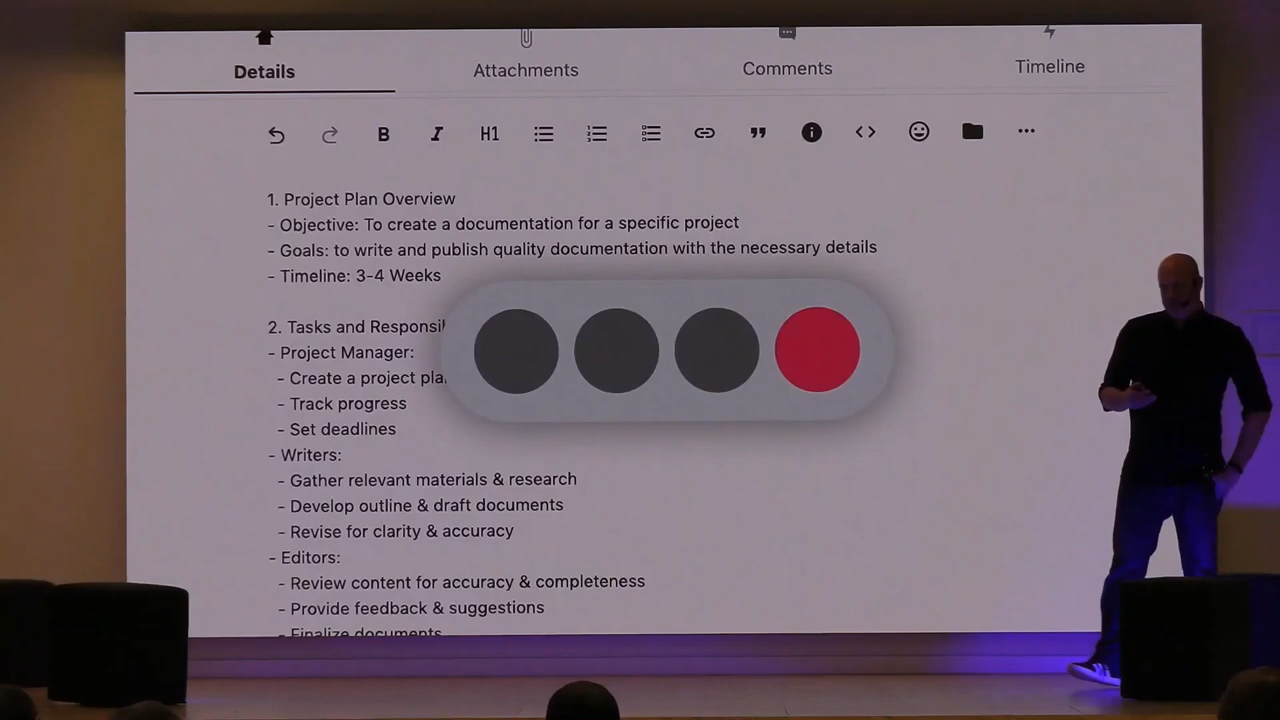 Details Attachments Comments Timeline
B I H1
1. Project Plan Overview
- Objective: To create a documentation for a specific project
- Goals: to write and publish quality documentation with the necessary details
- Timeline: 3-4 Weeks
2. Tasks and
- Project Manager:
- Create a project
- Track progress
- Set deadlines
- Writers:
- Gather relevant materials & research
- Develop outline & draft documents
- Revise for clarity & accuracy
- Editors:
- Review content for accuracy & completeness
- Provide feedback & suggestions
- Finalize documents